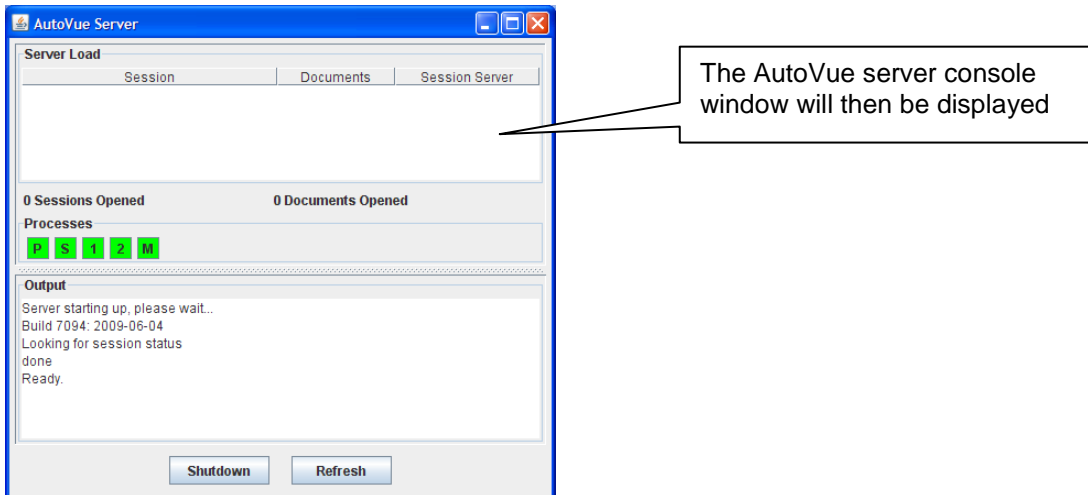 AutoVue Server
Server Load
Session Documents Session Server
The AutoVue server console
window will then be displayed
0 Sessions Opened 0 Documents Opened
Processes
P S 1 2 M
Output
Server starting up, please wait...
Build 7094: 2009-06-04
Looking for session status
done
Ready.
Shutdown Refresh